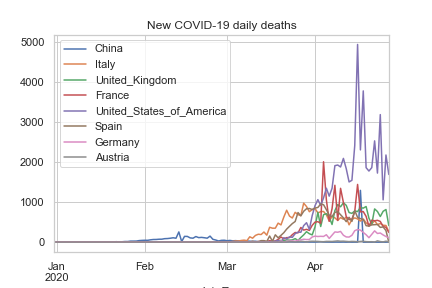 New COVID-19 daily deaths
5000
4000
3000
2000
1000
0
China
Italy
United_Kingdom
France
United_States_of_America
Spain
Germany
Austria
Jan
2020
Feb
Mar
Apr